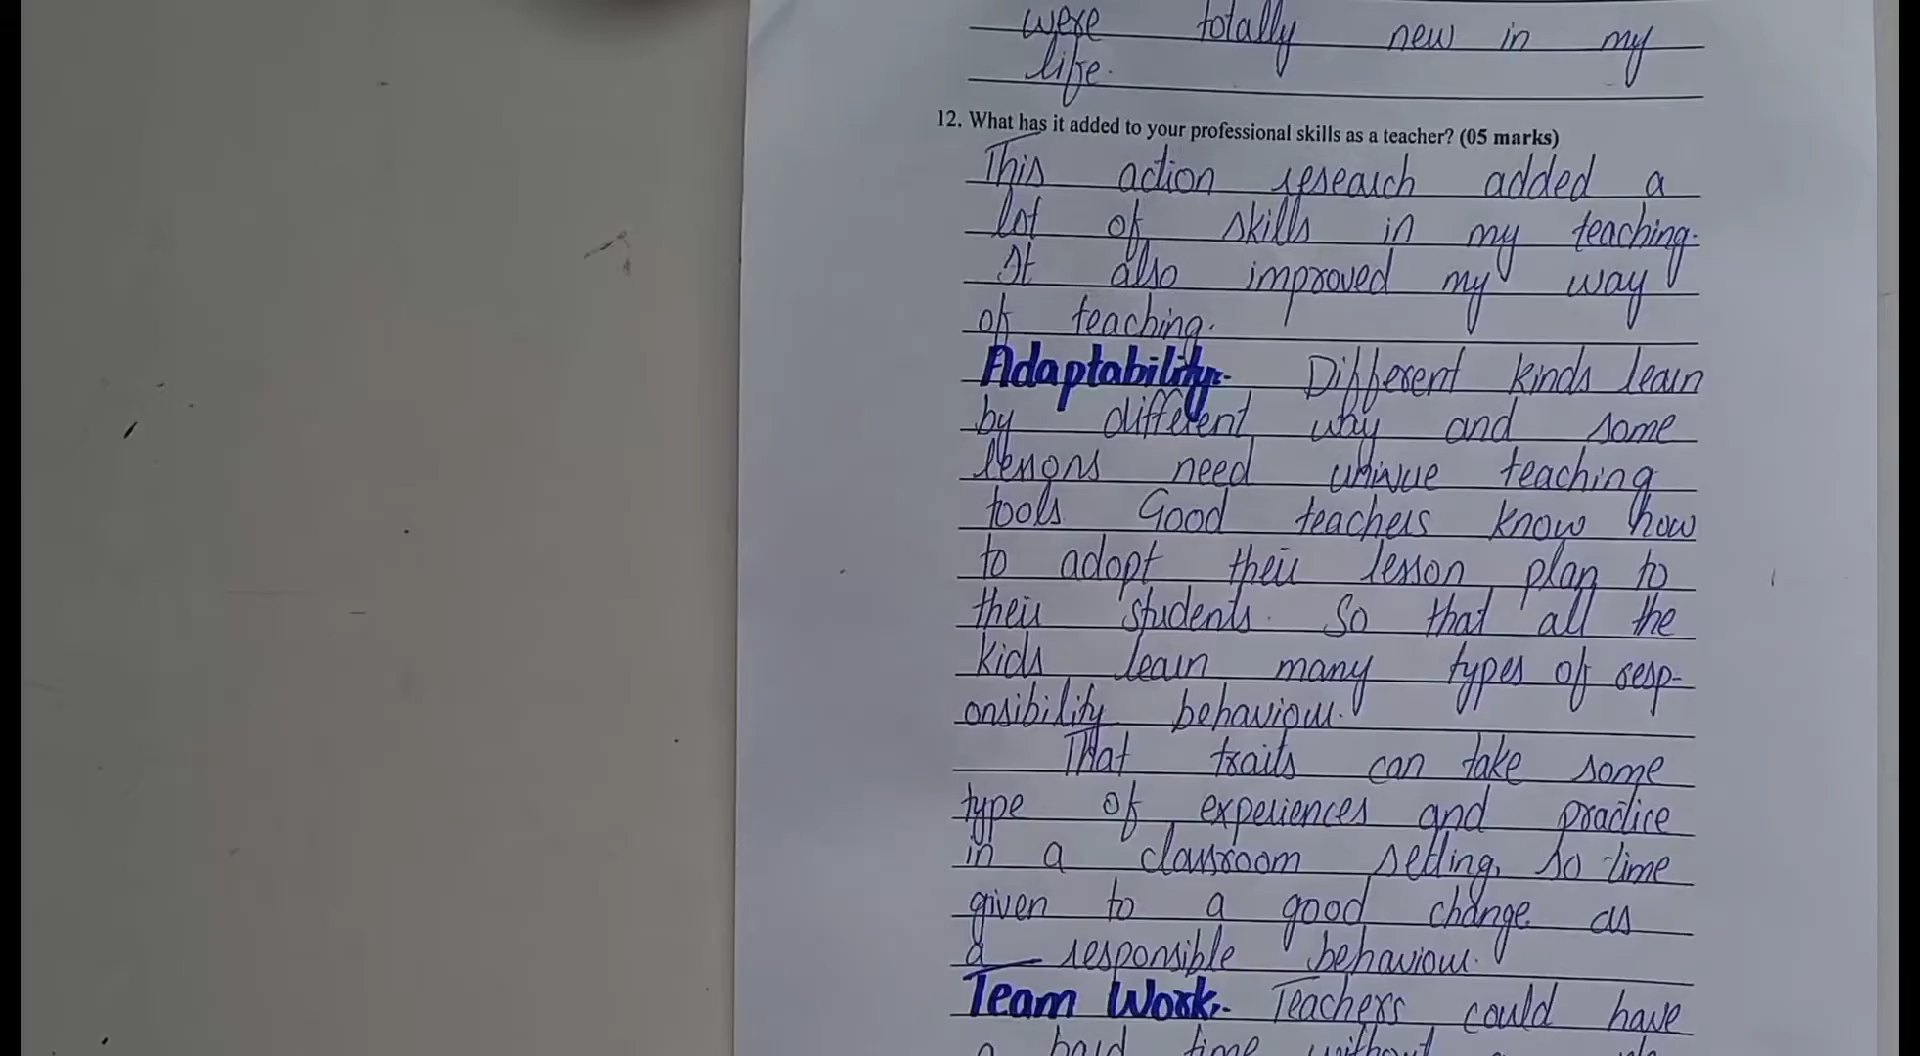 were totally new in my
life.
12. What has it added to your professional skills as a teacher? (05 marks)
This action research added a
lot of skills in my teaching.
It also improved my way
of teaching.
Adaptability:- Different kinds learn
by different way and some
lessons need teaching
tools. Good teachers know how
to adopt their lesson plan to
their students. So that all the
kids learn many types of resp-
onsibility behaviour.
That traits can take some
type of experiences and practice
in a classroom setting, so time
given to a good change as
a responsible behaviour.
Team Work:- Teachers could have
a hard time without a